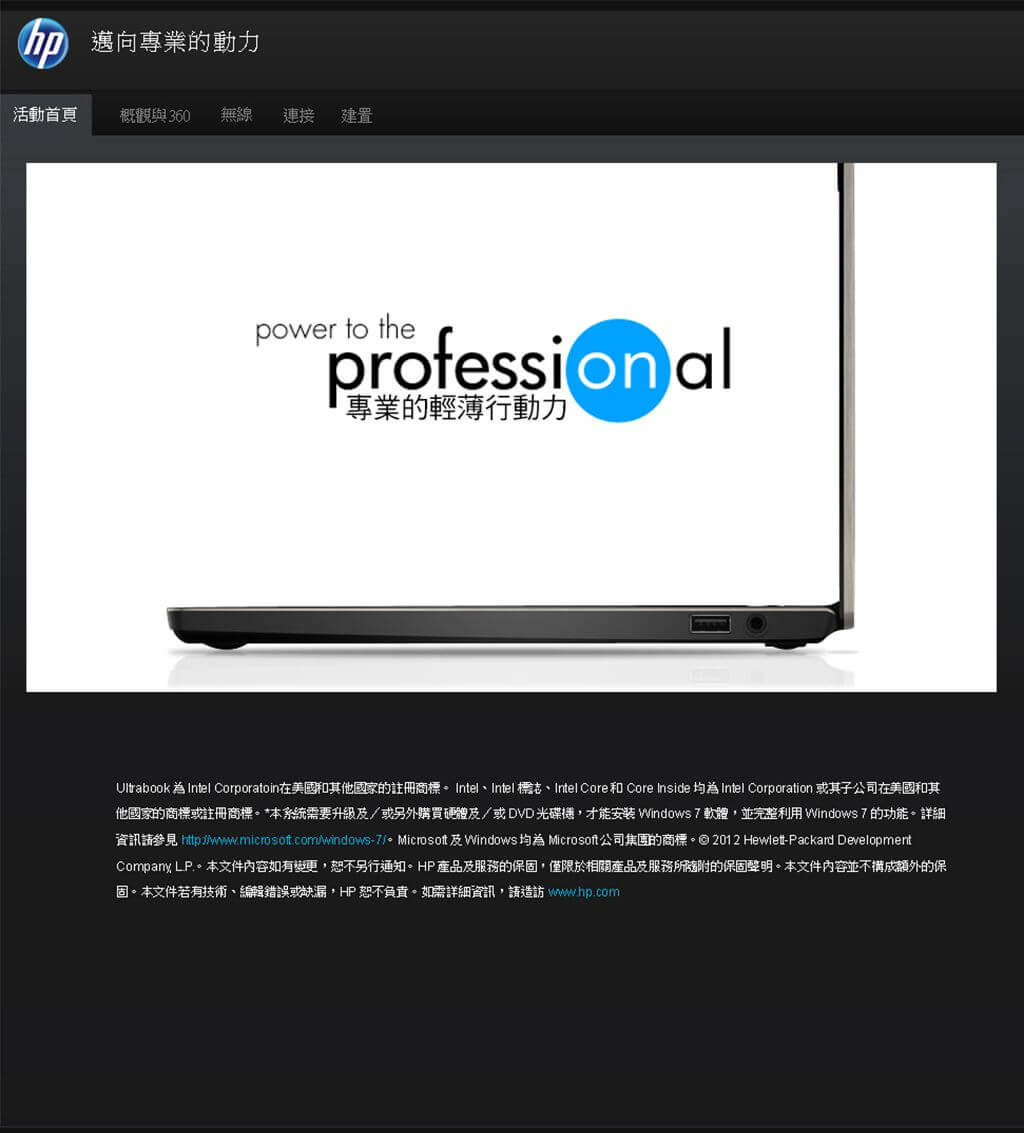 hp
邁向專業的動力
活動首頁 概觀與360 無線 連接 建置
power to the
professional
專業的輕薄行動力
Ultrabook 為 Intel Corporatoin在美國和其他國家的註冊商標。 Intel、Intel 標誌、Intel Core 和 Core Inside 均為 Intel Corporation 或其子公司在美國和其
他國家的商標或註冊商標。*本系統需要升級及／或另外購買硬體及／或 DVD 光碟機，才能安裝 Windows 7 軟體，並完整利用 Windows 7 的功能。詳細
資訊請參見 http://www.microsoft.com/windows-7/。Microsoft 及 Windows 均為 Microsoft 公司集團的商標。© 2012 Hewlett-Packard Development
Company, L.P.。本文件內容如有變更，恕不另行通知。HP 產品及服務的保固，僅限於相關產品及服務所隨附的保固聲明。本文件內容並不構成額外的保
固。本文件若有技術、編輯錯誤或缺漏，HP 恕不負責。如需詳細資訊，請造訪 www.hp.com